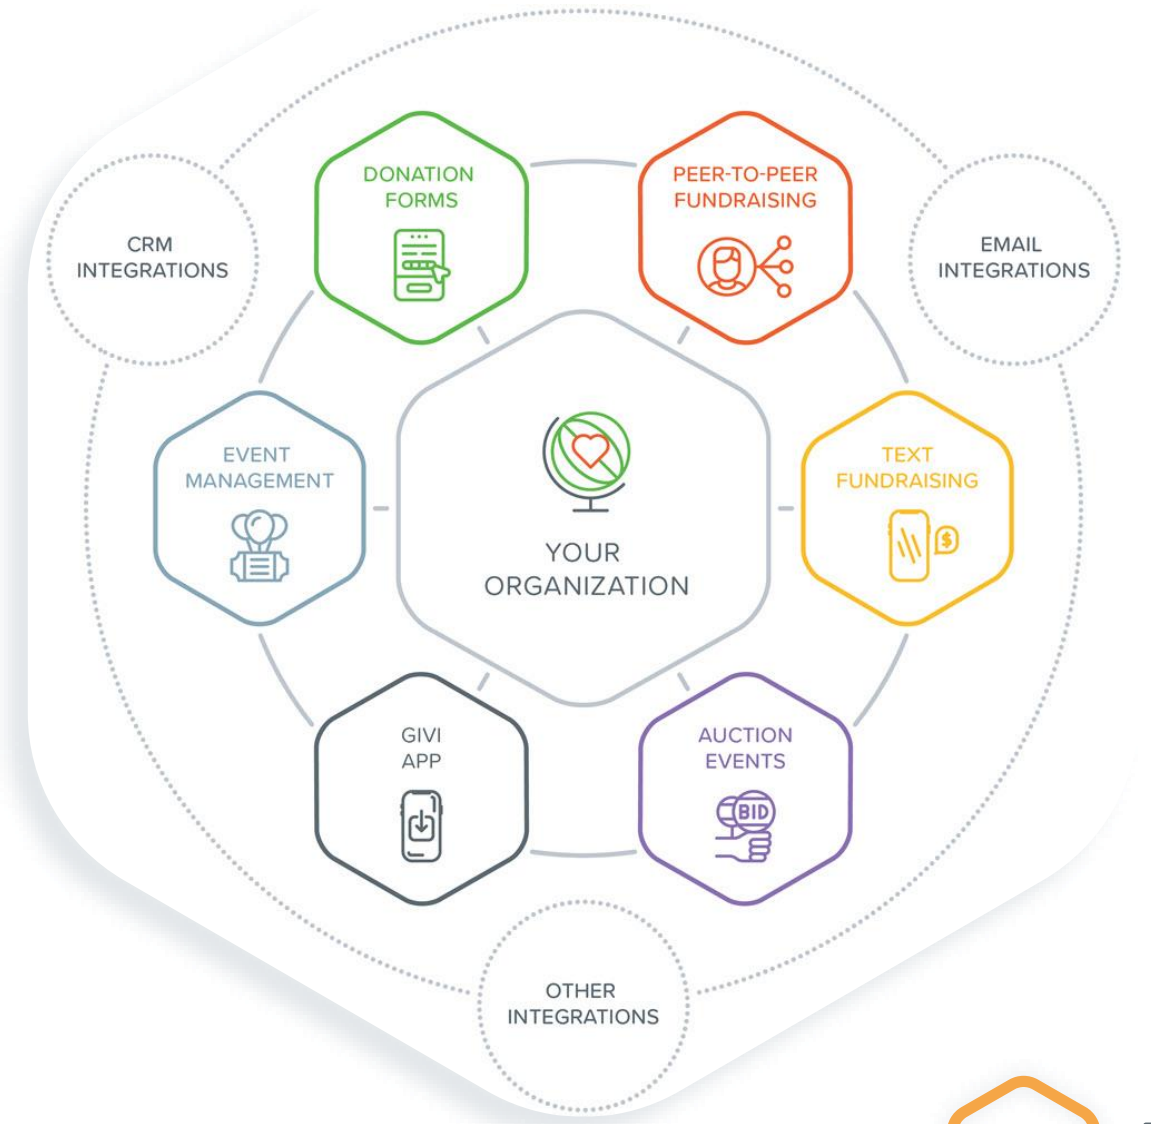 DONATION
FORMS
PEER-TO-PEER
FUNDRAISING
CRM
INTEGRATIONS
EMAIL
INTEGRATIONS
EVENT
MANAGEMENT
TEXT
FUNDRAISING
$
YOUR
ORGANIZATION
GIVI
APP
AUCTION
EVENTS
BID
OTHER
INTEGRATIONS